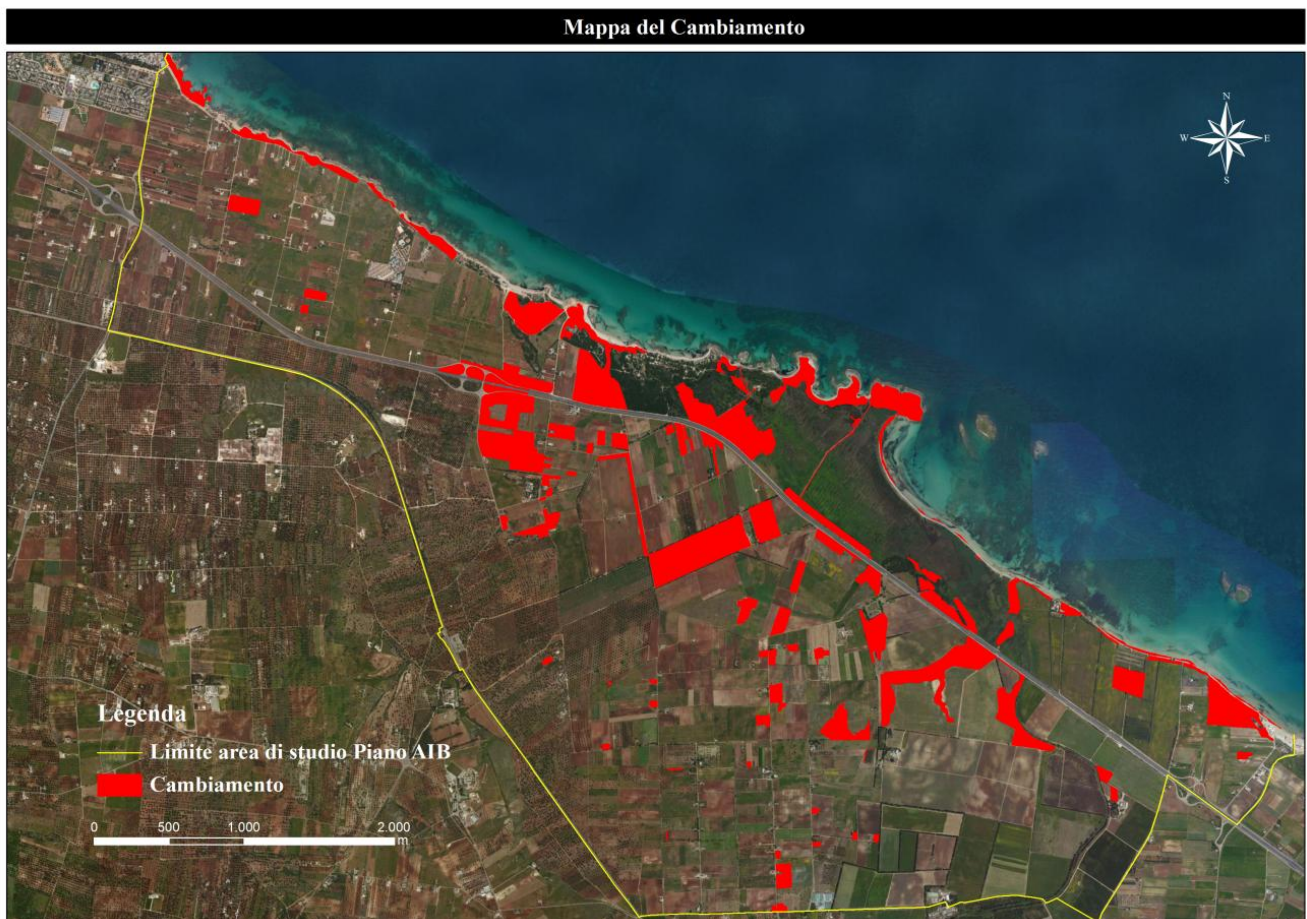 Mappa del Cambiamento
N
W E
S
Legenda
Limite area di studio Piano AIB
Cambiamento
0 500 1.000 2.000
m